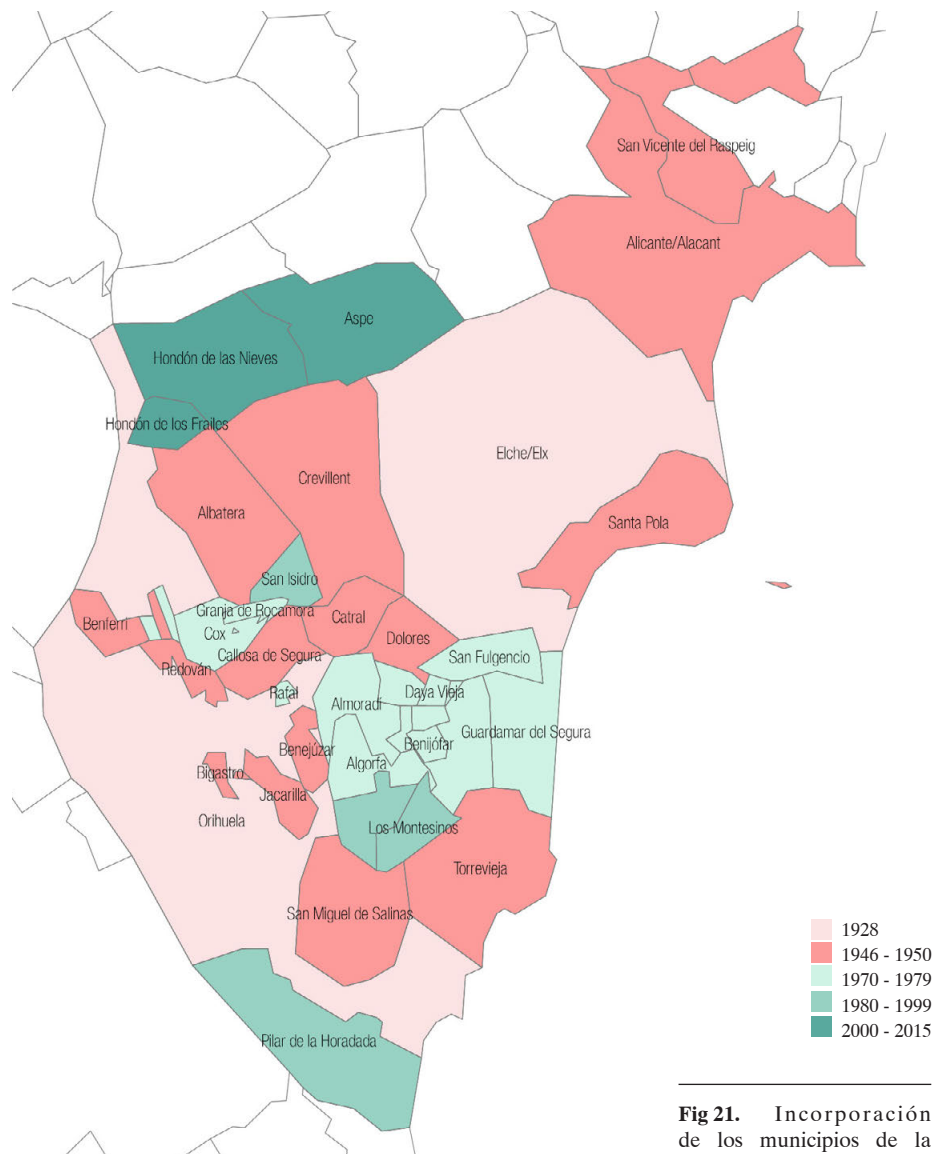 San Vicente del Raspeig
Alicante/Alacant
Aspe
Hondón de las Nieves
Hondón de los Frailes
Elche/Elx
Crevillent
Albatera
Santa Pola
San Isidro
Granja de Rocamora
Catral
Benferri
Cox
Dolores
Callosa de Segura
San Fulgencio
Redován
Rafal
Daya Vieja
Almoradí
Guardamar del Segura
Benijófar
Benejúzar
Algorfa
Bigastro
Jacarilla
Orihuela
Los Montesinos
Torrevieja
San Miguel de Salinas
Pilar de la Horadada
1928
1946 - 1950
1970 - 1979
1980 - 1999
2000 - 2015
Fig 21. Incorporación
de los municipios de la